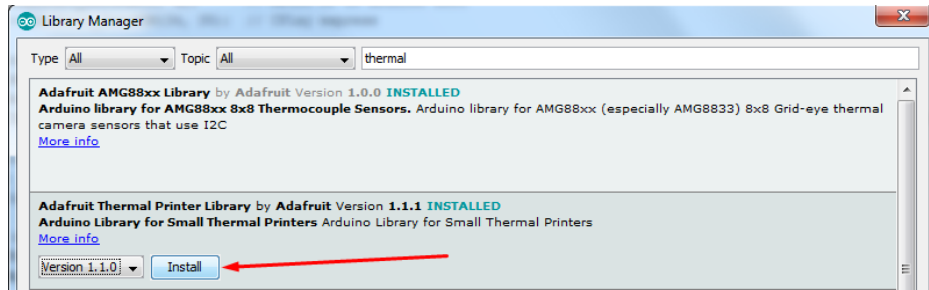 Library Manager
Type All Topic All thermal
Adafruit AMG88xx Library by Adafruit Version 1.0.0 INSTALLED
Arduino library for AMG88xx 8x8 Thermocouple Sensors. Arduino library for AMG88xx (especially AMG8833) 8x8 Grid-eye thermal
camera sensors that use I2C
More info
Adafruit Thermal Printer Library by Adafruit Version 1.1.1 INSTALLED
Arduino Library for Small Thermal Printers Arduino Library for Small Thermal Printers
More info
Version 1.1.0 Install